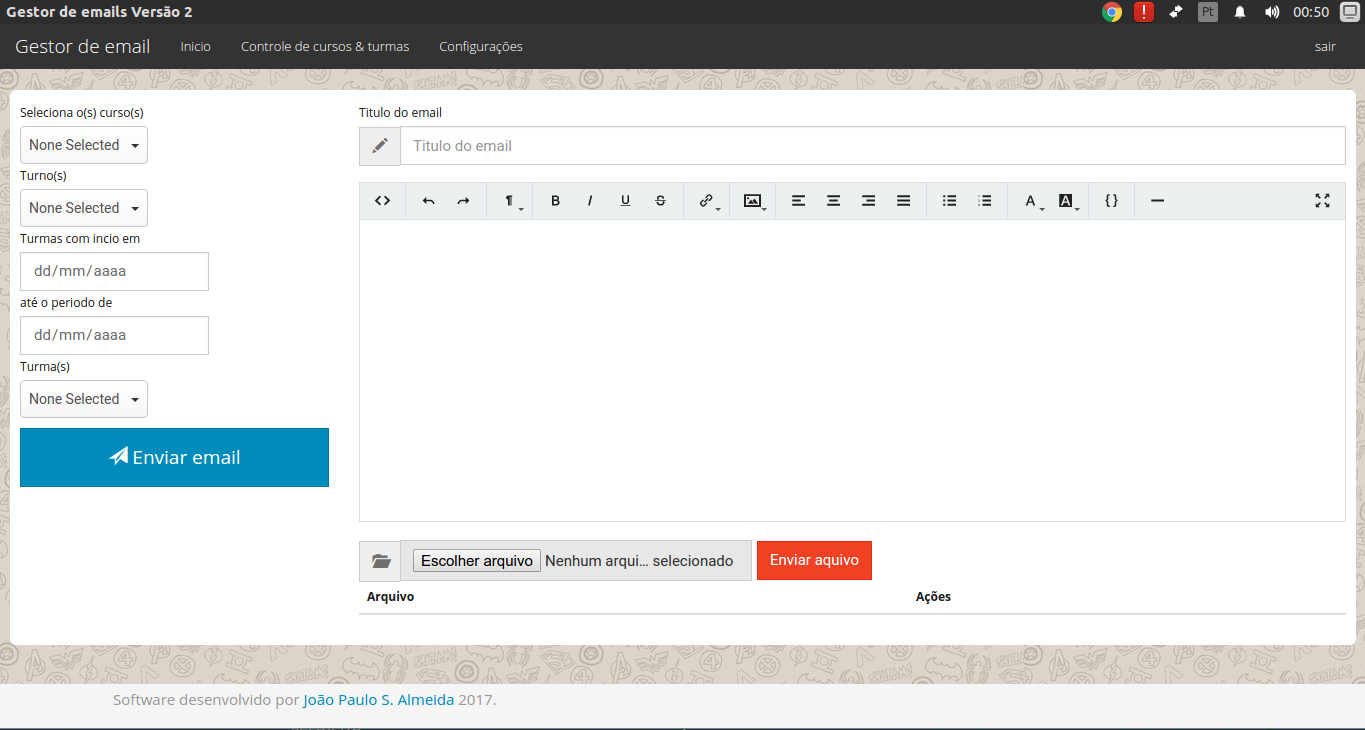 Gestor de emails Versão 2
Pt
00:50
Gestor de email Inicio Controle de cursos & turmas Configurações sair
Seleciona o(s) curso(s)
None Selected
Turno(s)
None Selected
Turmas com incio em
dd/mm/aaaa
até o periodo de
dd/mm/aaaa
Turma(s)
None Selected
Enviar email
Titulo do email
Titulo do email
B I U S A A {}
Escolher arquivo Nenhum arqui... selecionado Enviar aquivo
Arquivo Ações
Software desenvolvido por João Paulo S. Almeida 2017.